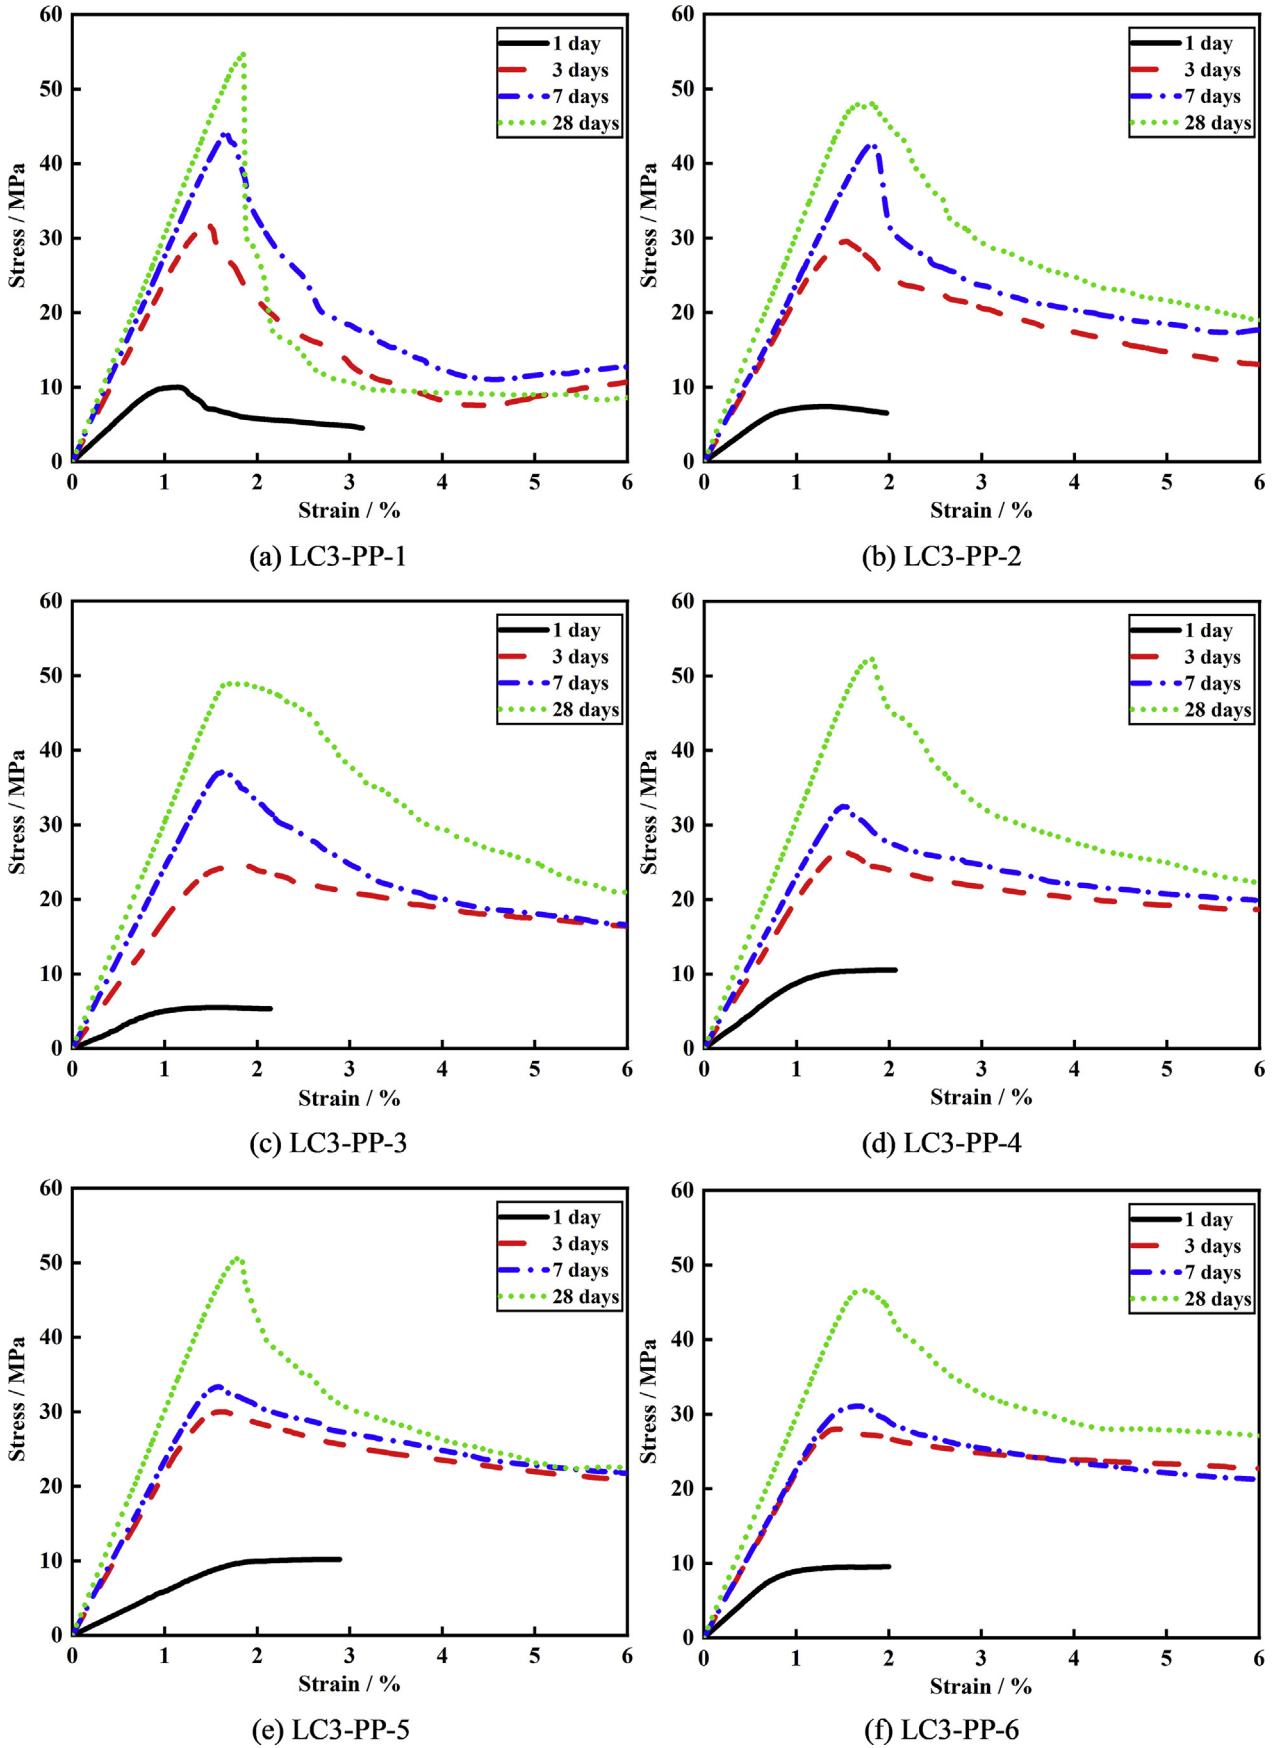 60
50
40
30
20
10
0
Stress / MPa
1 day
3 days
7 days
28 days
0 1 2 3 4 5 6
Strain / %
(a) LC3-PP-1
60
50
40
30
20
10
0
Stress / MPa
1 day
3 days
7 days
28 days
0 1 2 3 4 5 6
Strain / %
(b) LC3-PP-2
60
50
40
30
20
10
0
Stress / MPa
1 day
3 days
7 days
28 days
0 1 2 3 4 5 6
Strain / %
(c) LC3-PP-3
60
50
40
30
20
10
0
Stress / MPa
1 day
3 days
7 days
28 days
0 1 2 3 4 5 6
Strain / %
(d) LC3-PP-4
60
50
40
30
20
10
0
Stress / MPa
1 day
3 days
7 days
28 days
0 1 2 3 4 5 6
Strain / %
(e) LC3-PP-5
60
50
40
30
20
10
0
Stress / MPa
1 day
3 days
7 days
28 days
0 1 2 3 4 5 6
Strain / %
(f) LC3-PP-6